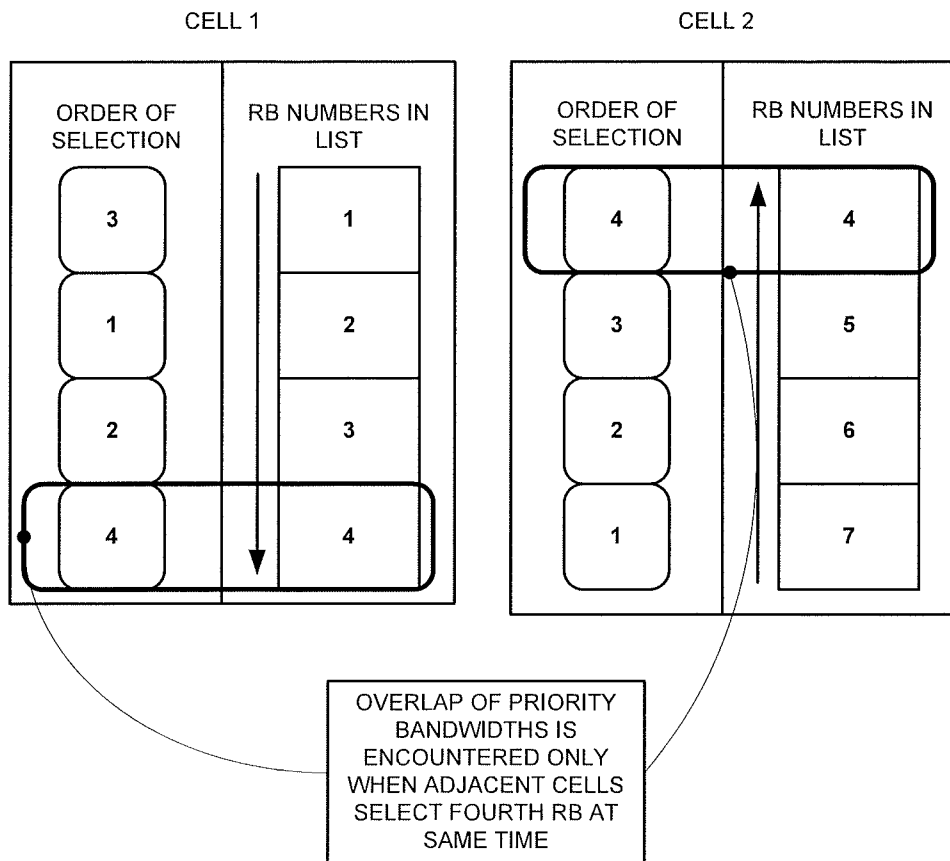 CELL 1
CELL 2
ORDER OF
SELECTION
RB NUMBERS IN
LIST
3
1
1
2
2
3
4
4
ORDER OF
SELECTION
RB NUMBERS IN
LIST
4
4
3
5
2
6
1
7
OVERLAP OF PRIORITY
BANDWIDTHS IS
ENCOUNTERED ONLY
WHEN ADJACENT CELLS
SELECT FOURTH RB AT
SAME TIME